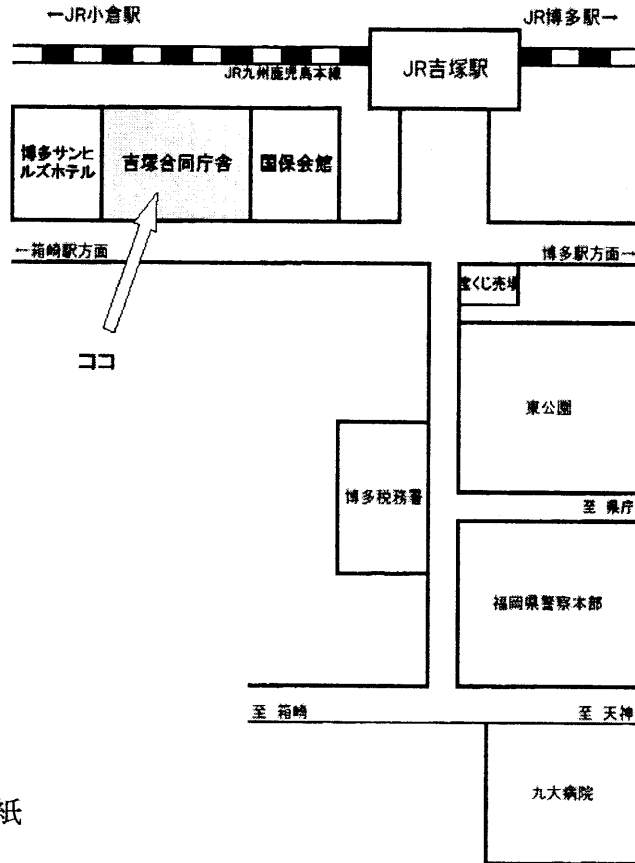 ←JR小倉駅
JR博多駅→
JR吉塚駅
JR九州鹿児島本線
博多サンヒ
ルズホテル
吉塚合同庁舎
国保会館
←箱崎駅方面
博多駅方面→
宝くじ売場
ココ
東公園
博多税務署
至 県庁
福岡県警察本部
至 箱崎
至 天神
九大病院
紙